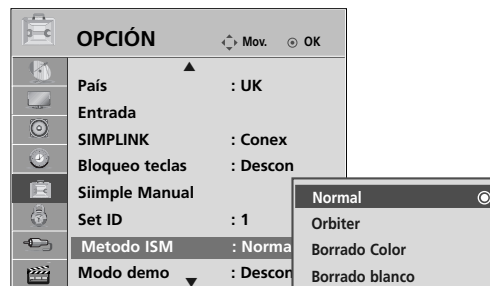 OPCIÓN Mov. OK
País : UK
Entrada
SIMPLINK : Conex
Bloqueo teclas : Descon
Siimple Manual
Set ID : 1
Metodo ISM : Norma
Modo demo : Descon
Normal
Orbiter
Borrado Color
Borrado blanco